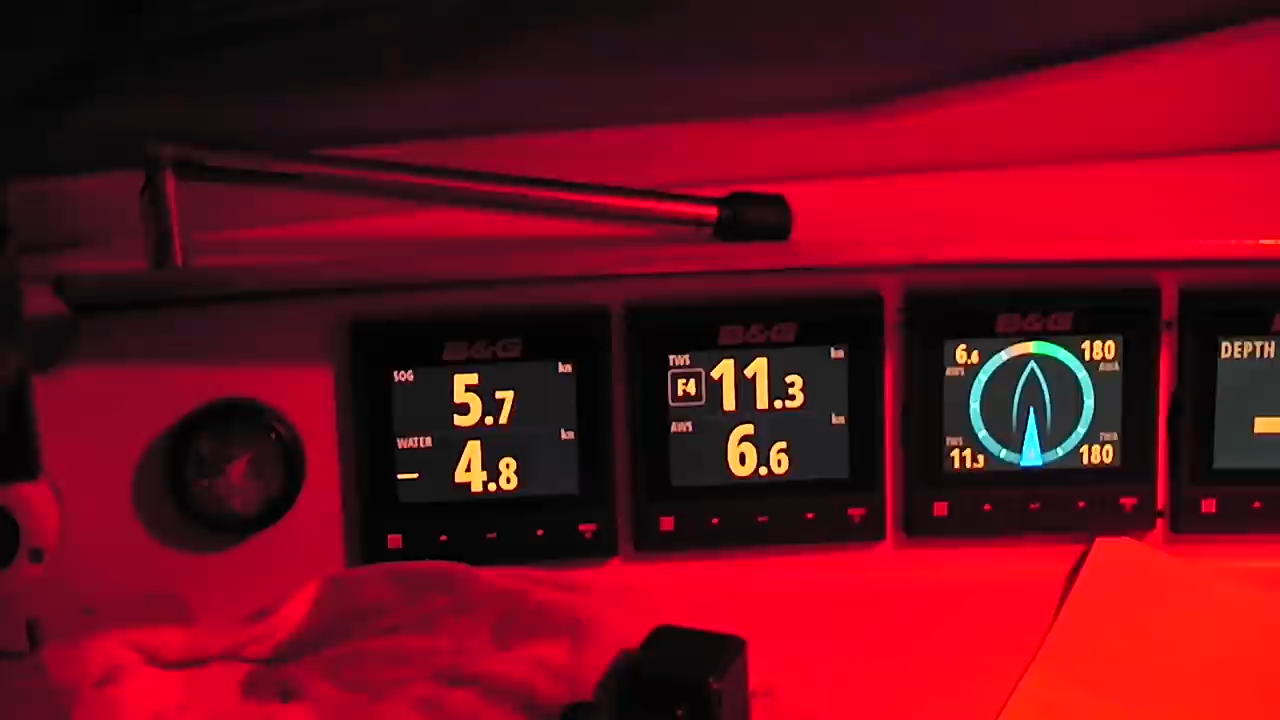 B&G
SOG kn
5.7
WATER kn
4.8
B&G
TWS kn
F4 11.3
AWS kn
6.6
B&G
6.6 180
AWS AWA
TWS TWA
11.3 180
DEPTH